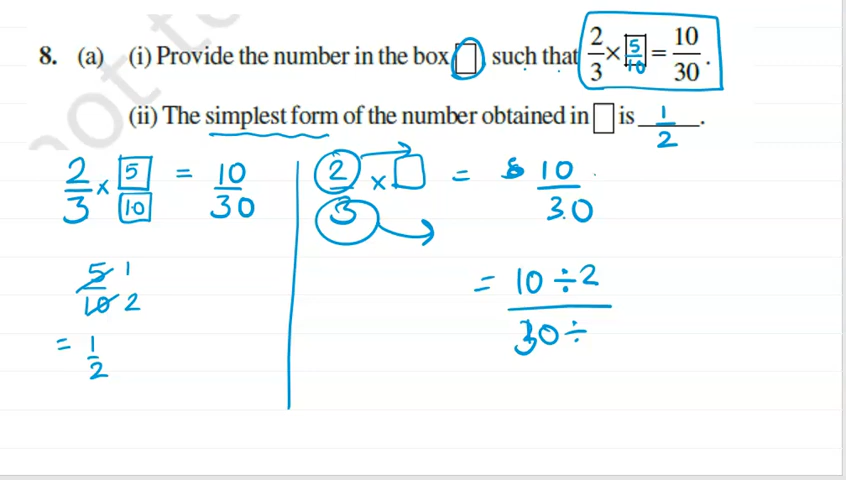 8. (a) (i) Provide the number in the box □ such that 2/3 × 5/10 = 10/30.
(ii) The simplest form of the number obtained in □ is 1/2.
2/3 × 5/10 = 10/30
2/3 × □ = 10/30
5/10 1/2
= 10 ÷ 2 / 30 ÷
= 1/2
not to